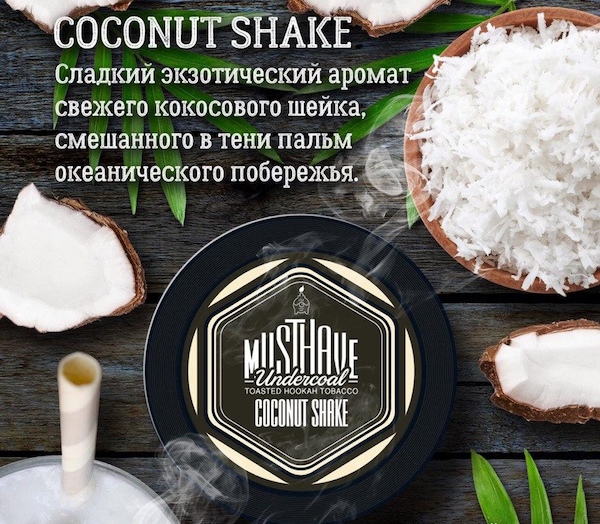 COCONUT SHAKE
Сладкий экзотический аромат
свежего кокосового шейка,
смешанного в тени пальм
океанического побережья.
MUSTHAVE
Undercoal
TOASTED HOOKAH TOBACCO
COCONUT SHAKE